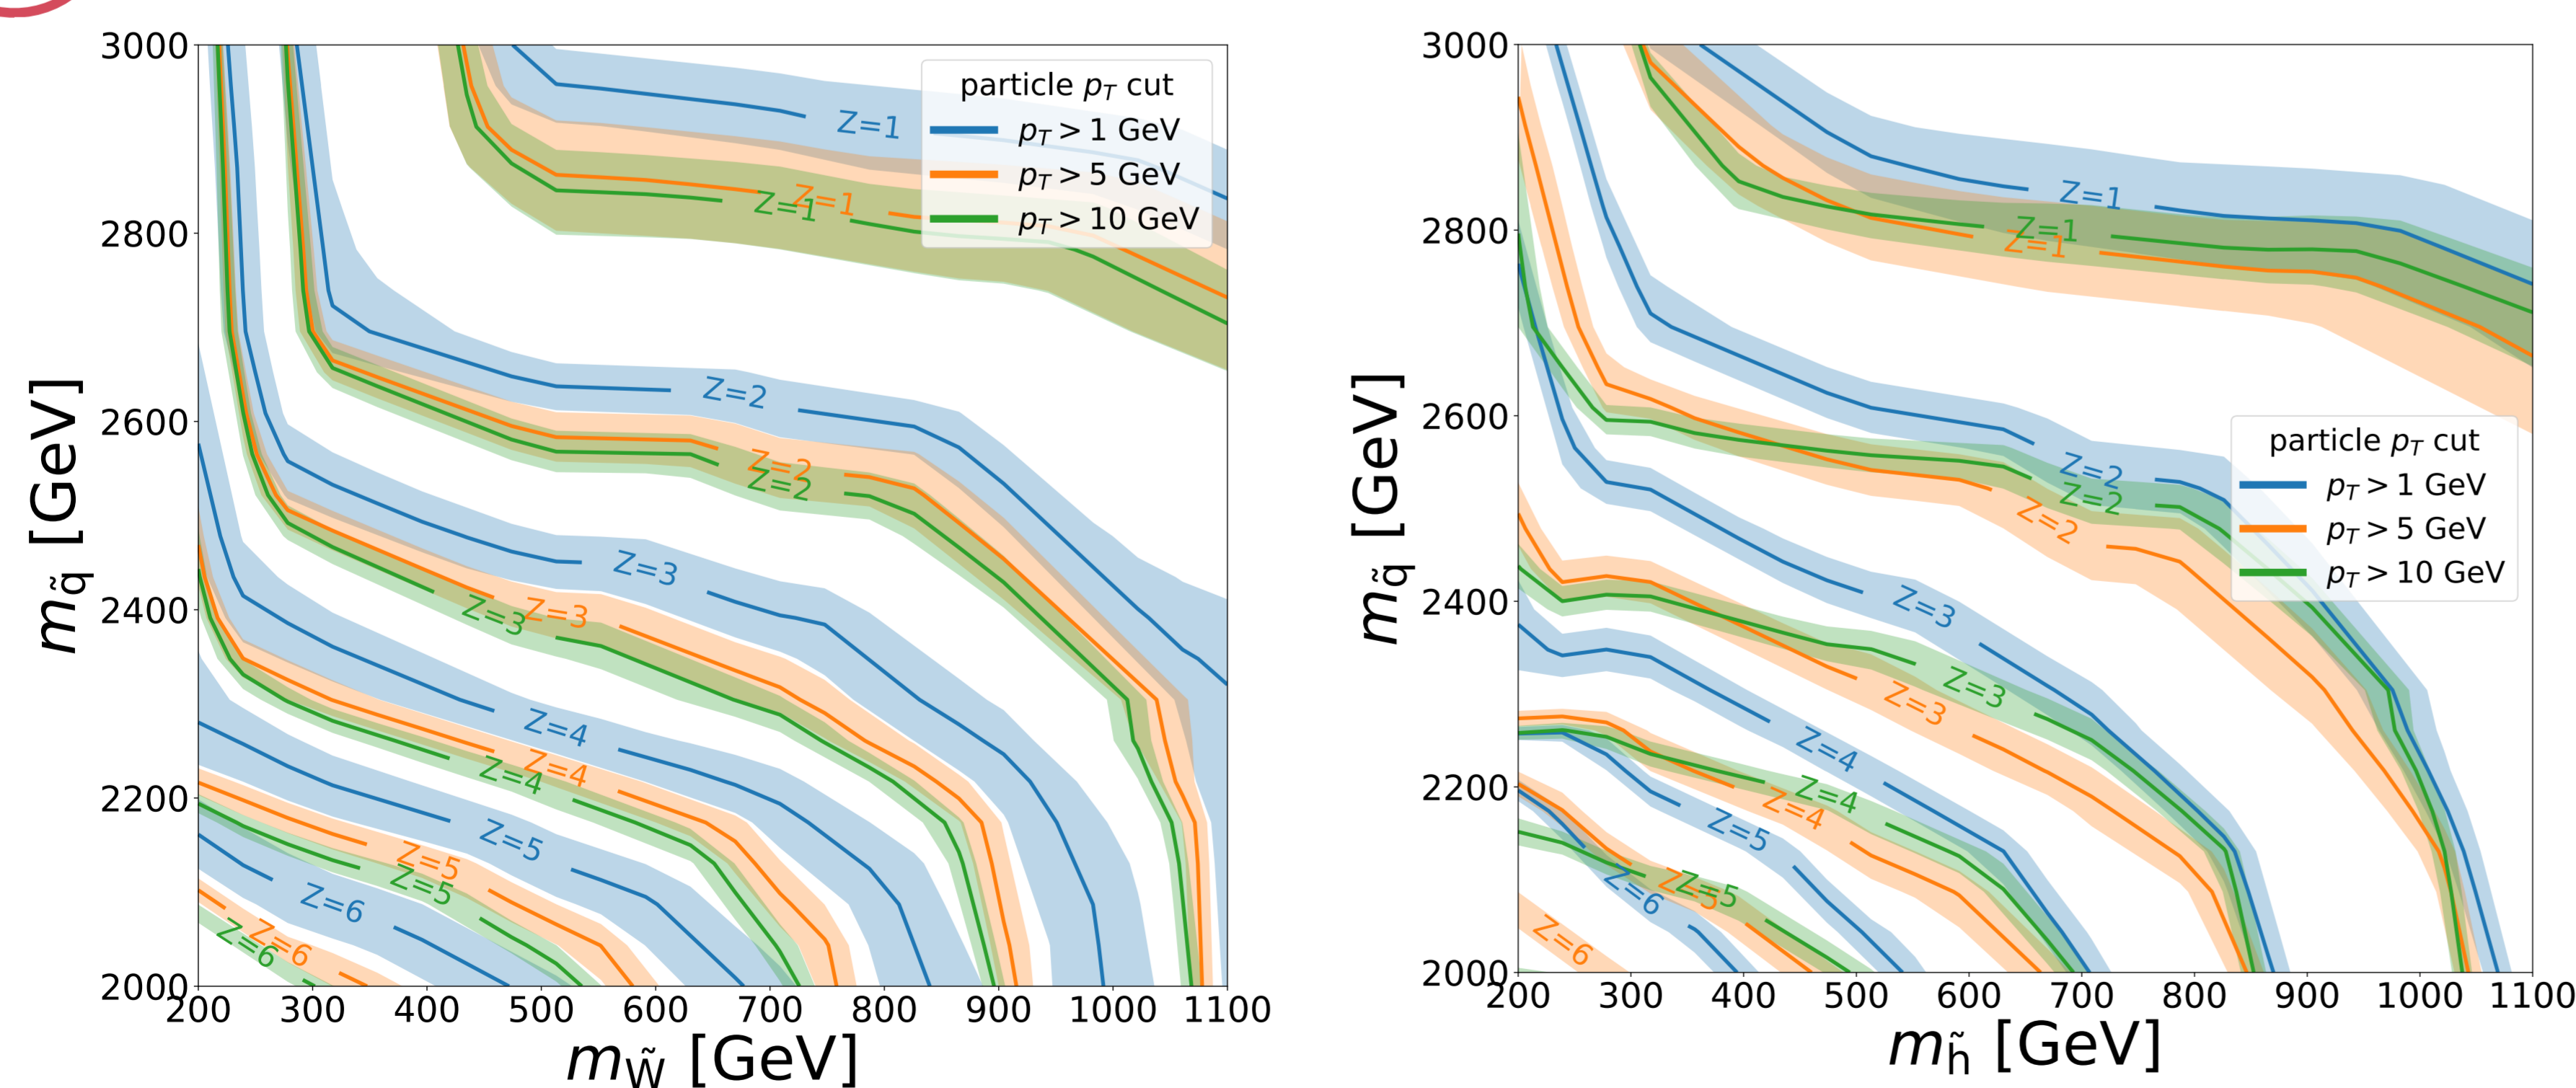 3000
2800
2600
2400
2200
2000
m_q̃ [GeV]
200 300 400 500 600 700 800 900 1000 1100
m_W̃ [GeV]
particle p_T cut
p_T > 1 GeV
p_T > 5 GeV
p_T > 10 GeV
Z=1
Z=1
Z=1
Z=2
Z=2
Z=2
Z=3
Z=3
Z=3
Z=4
Z=4
Z=4
Z=5
Z=5
Z=5
Z=6
Z=6
Z=6
3000
2800
2600
2400
2200
2000
m_q̃ [GeV]
200 300 400 500 600 700 800 900 1000 1100
m_h̃ [GeV]
particle p_T cut
p_T > 1 GeV
p_T > 5 GeV
p_T > 10 GeV
Z=1
Z=1
Z=1
Z=2
Z=2
Z=2
Z=3
Z=3
Z=3
Z=4
Z=4
Z=4
Z=5
Z=5
Z=5
Z=6
Z=6